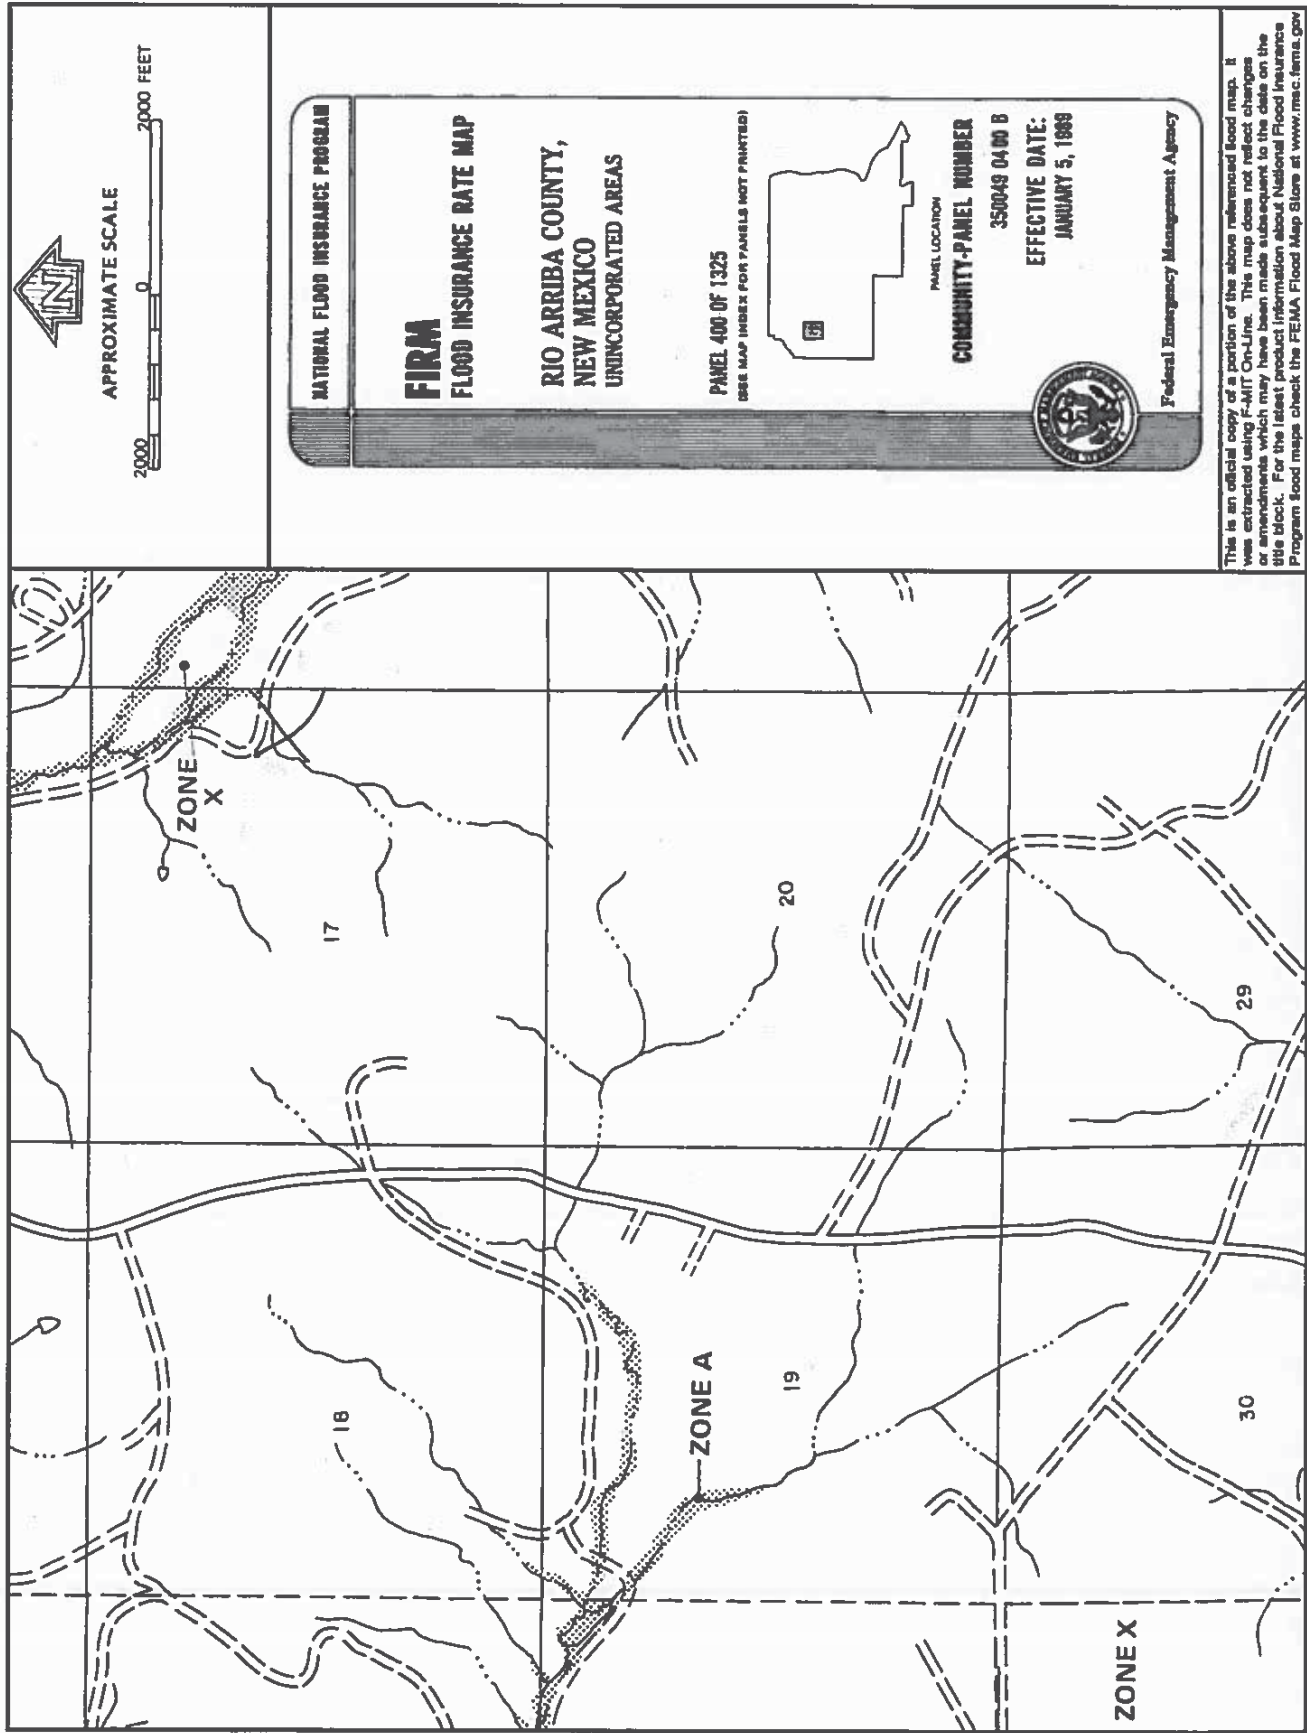 N
APPROXIMATE SCALE
2000 0 2000 FEET
NATIONAL FLOOD INSURANCE PROGRAM
FIRM
FLOOD INSURANCE RATE MAP
RIO ARRIBA COUNTY,
NEW MEXICO
UNINCORPORATED AREAS
PANEL 400 OF 1325
(SEE MAP INDEX FOR PANELS NOT PRINTED)
PANEL LOCATION
COMMUNITY-PANEL NUMBER
350049 0400 B
EFFECTIVE DATE:
JANUARY 5, 1989
Federal Emergency Management Agency
This is an official copy of a portion of the above referenced flood map. It
was extracted using F-MIT On-Line. This map does not reflect changes
or amendments which may have been made subsequent to the date on the
title block. For the latest product information about National Flood Insurance
Program flood maps check the FEMA Flood Map Store at www.msc.fema.gov
ZONE
X
17
20
29
18
ZONE A
19
30
ZONE X